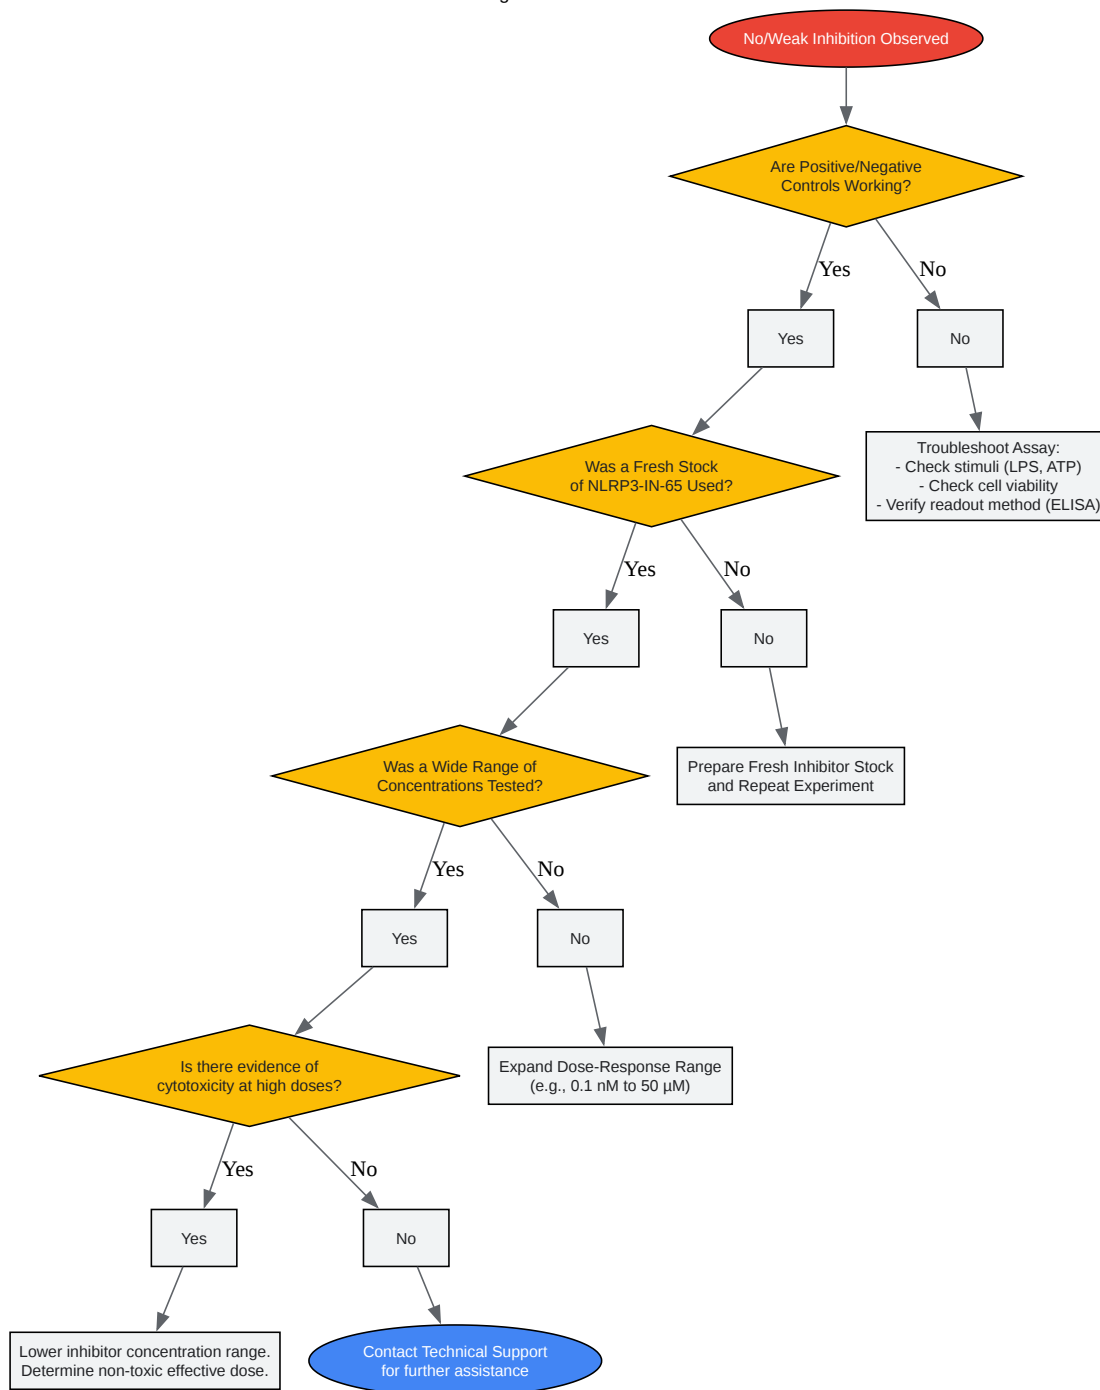 No/Weak Inhibition Observed
Are Positive/Negative
Controls Working?
Yes
No
Yes
No
Was a Fresh Stock
of NLRP3-IN-65 Used?
Troubleshoot Assay:
- Check stimuli (LPS, ATP)
- Check cell viability
- Verify readout method (ELISA)
Yes
No
Yes
No
Was a Wide Range of
Concentrations Tested?
Prepare Fresh Inhibitor Stock
and Repeat Experiment
Yes
No
Yes
No
Is there evidence of
cytotoxicity at high doses?
Expand Dose-Response Range
(e.g., 0.1 nM to 50 µM)
Yes
No
Yes
No
Lower inhibitor concentration range.
Determine non-toxic effective dose.
Contact Technical Support
for further assistance